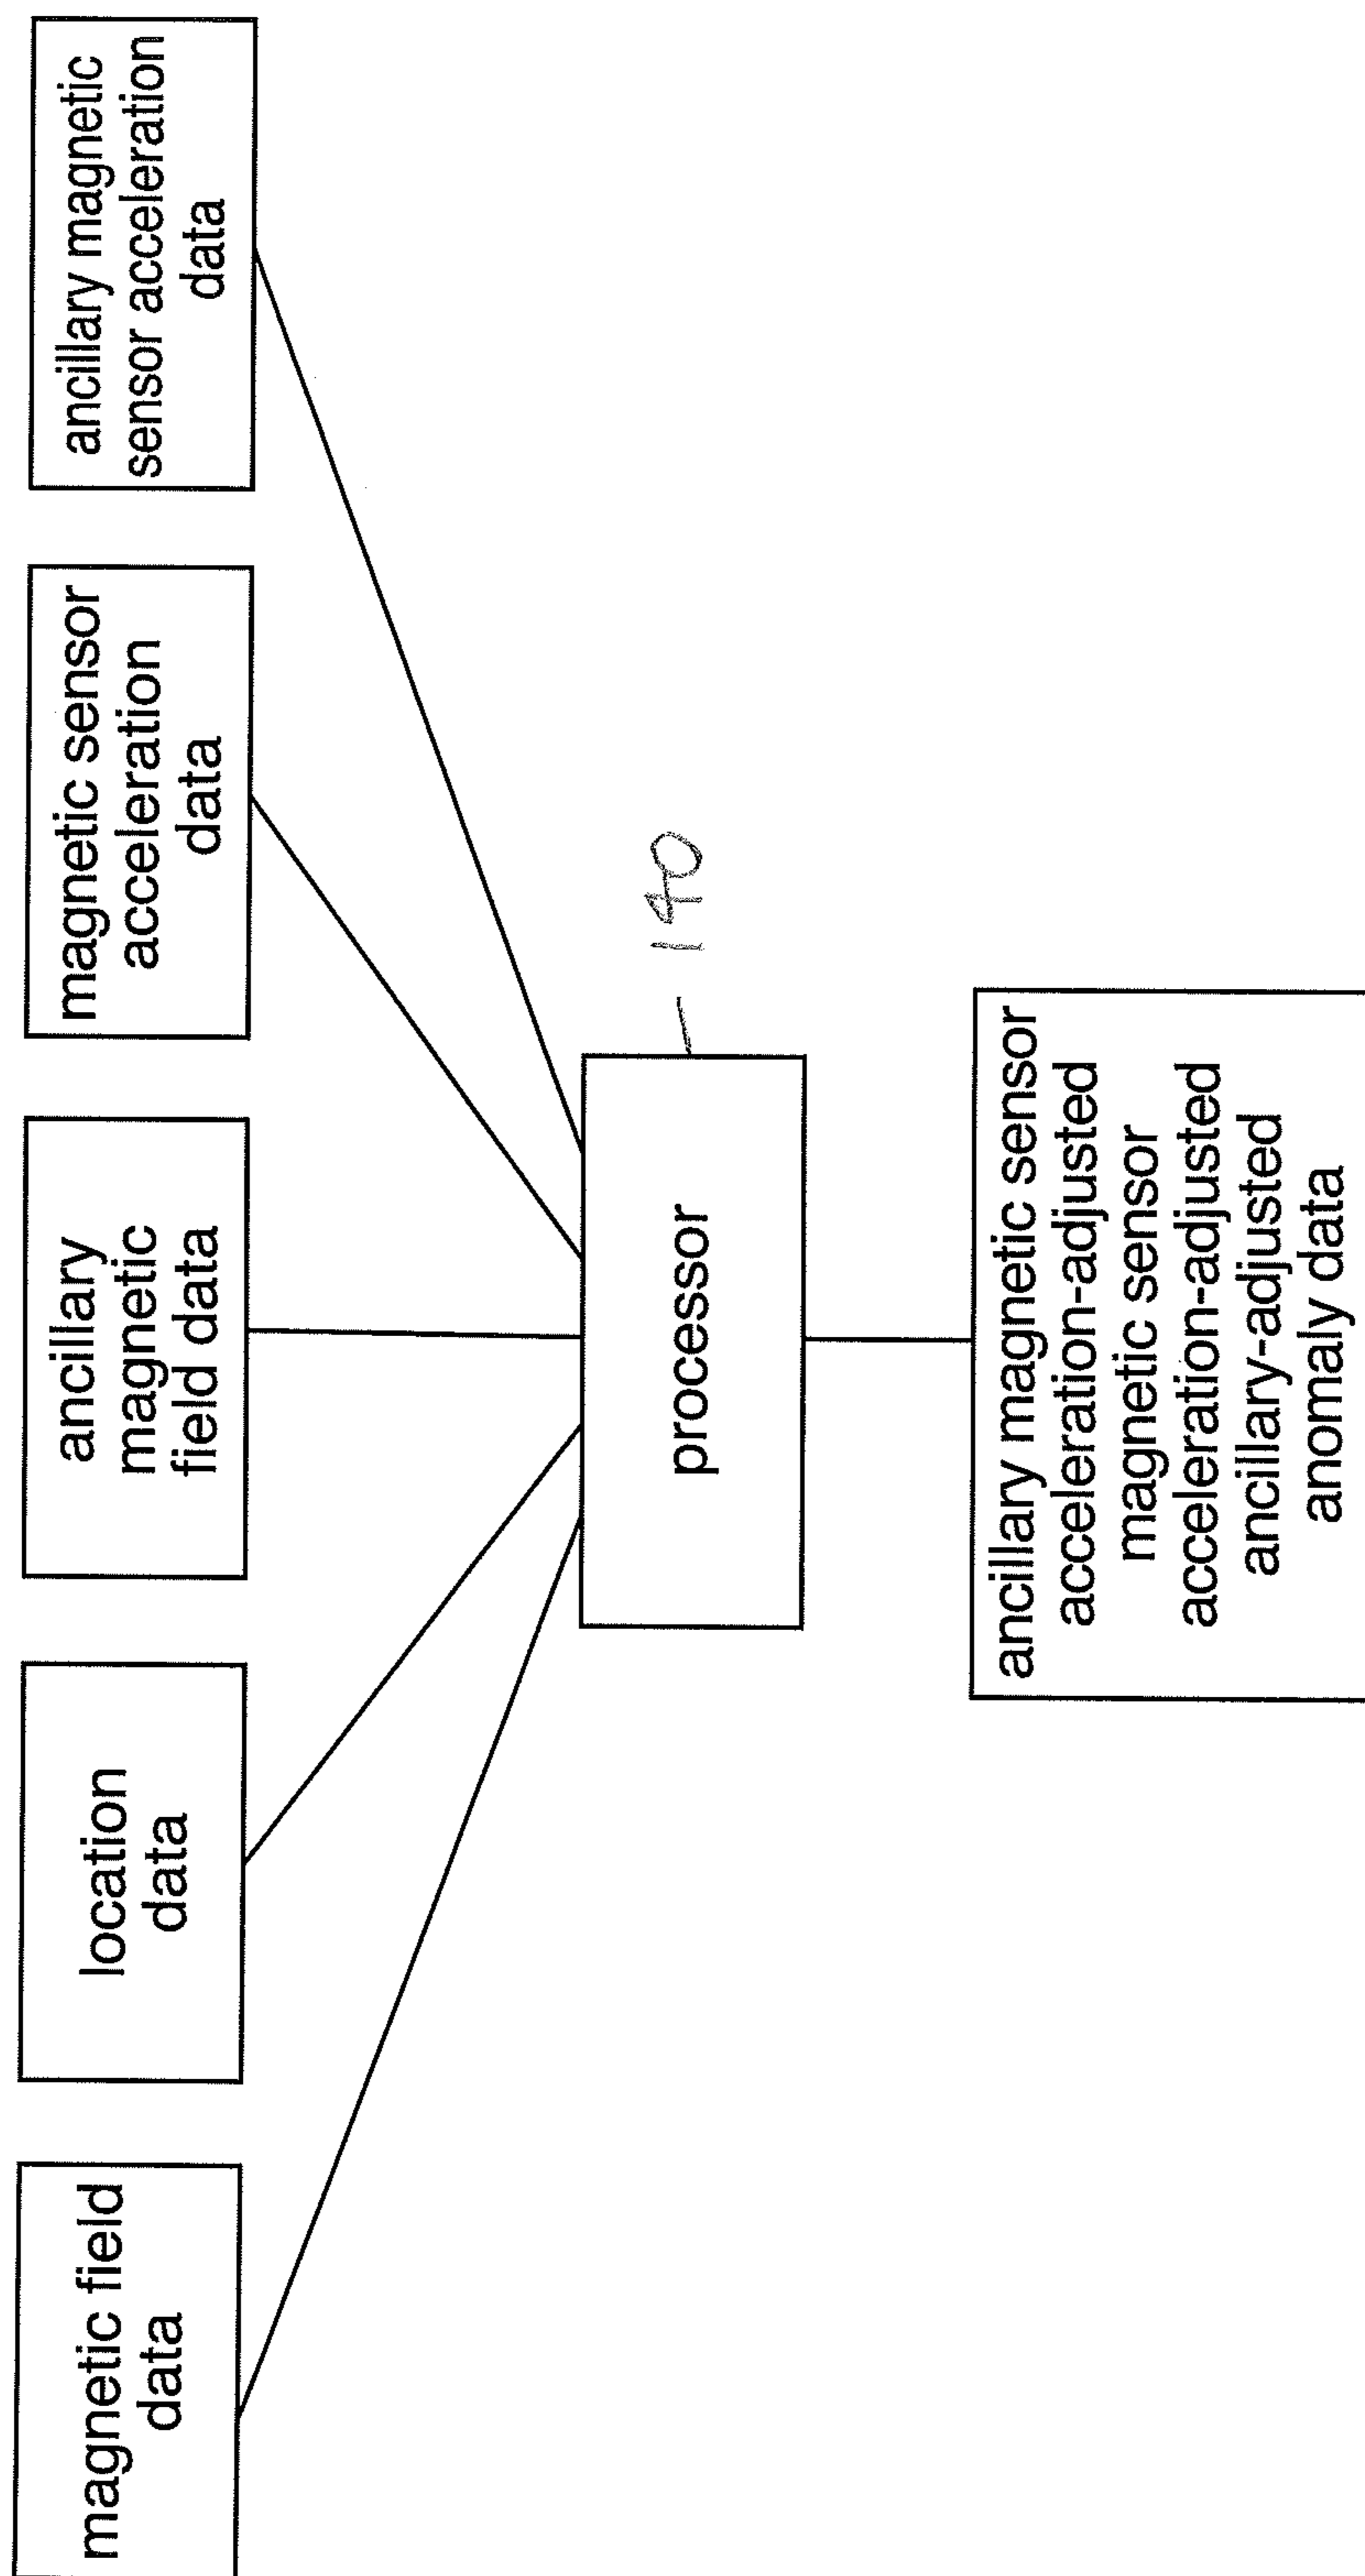 magnetic field
data
location
data
ancillary
magnetic
field data
magnetic sensor
acceleration
data
ancillary magnetic
sensor acceleration
data
processor
140
ancillary magnetic sensor
acceleration-adjusted
magnetic sensor
acceleration-adjusted
ancillary-adjusted
anomaly data